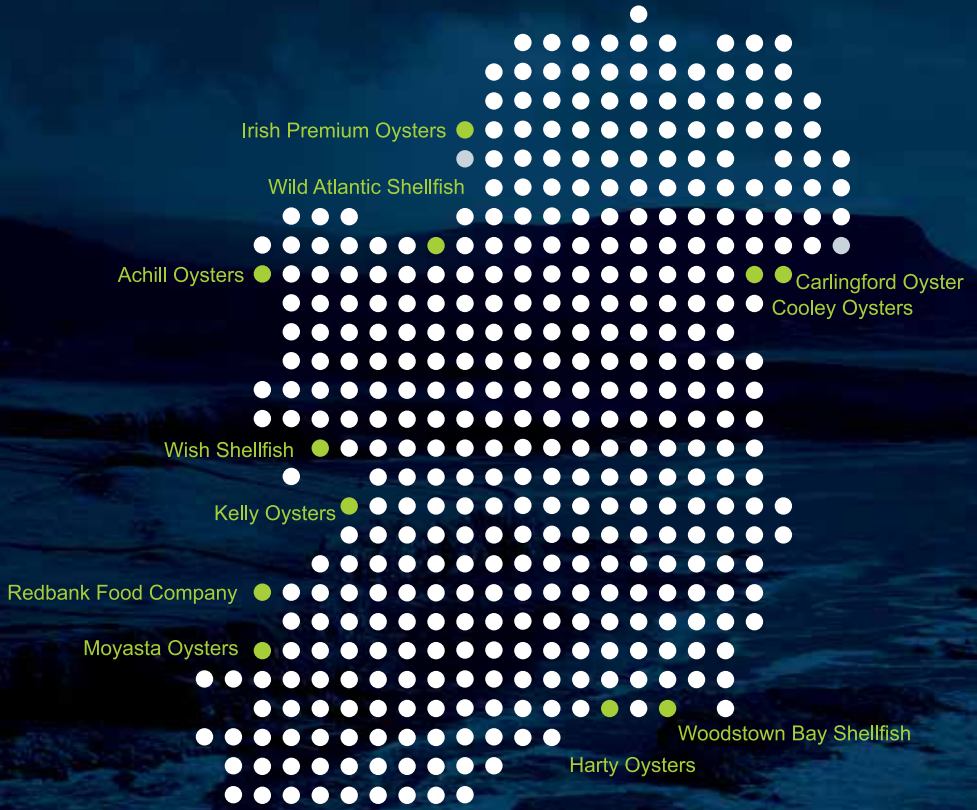 Irish Premium Oysters
Wild Atlantic Shellfish
Achill Oysters
Carlingford Oyster
Cooley Oysters
Wish Shellfish
Kelly Oysters
Redbank Food Company
Moyasta Oysters
Woodstown Bay Shellfish
Harty Oysters